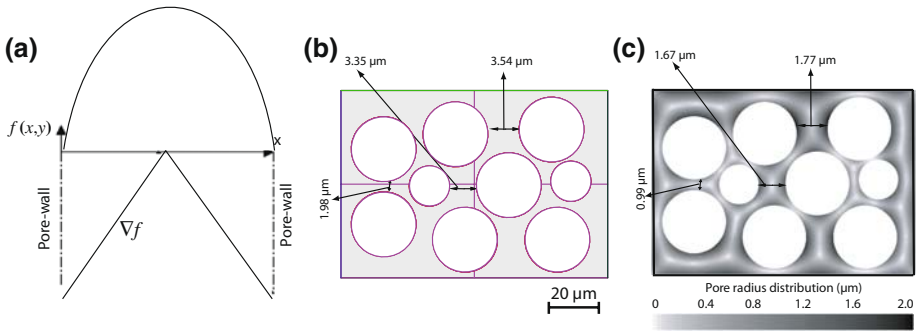 (a)
f(x,y)
x
Pore-wall
Pore-wall
∇f
(b)
3.35 µm
3.54 µm
1.98 µm
20 µm
(c)
1.67 µm
1.77 µm
0.99 µm
Pore radius distribution (µm)
0 0.4 0.8 1.2 1.6 2.0